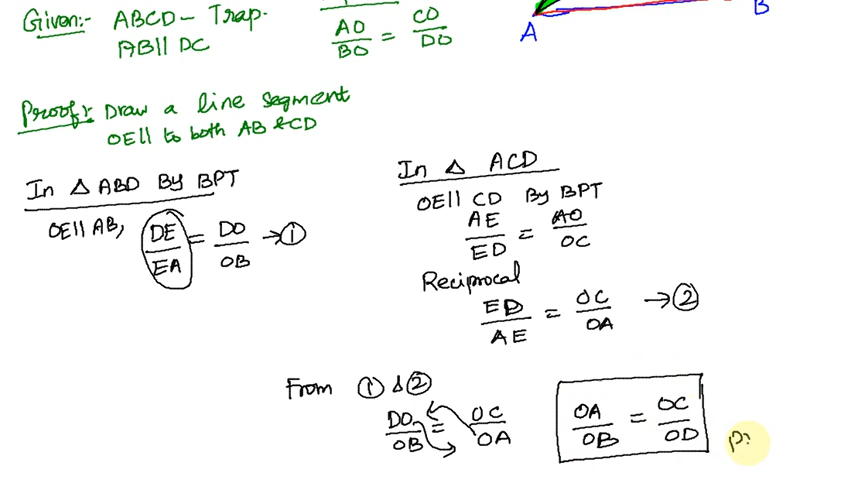 Given:- ABCD - Trap.
AB || DC
AO/BO = CO/DO
A
B
Proof:- Draw a line segment
OE || to both AB & CD
In Δ ABD By BPT
OE || AB, DE/EA = DO/OB → ①
In Δ ACD
OE || CD By BPT
AE/ED = AO/OC
Reciprocal
ED/AE = OC/OA → ②
From ① & ②
DO/OB = OC/OA
OA/OB = OC/OD